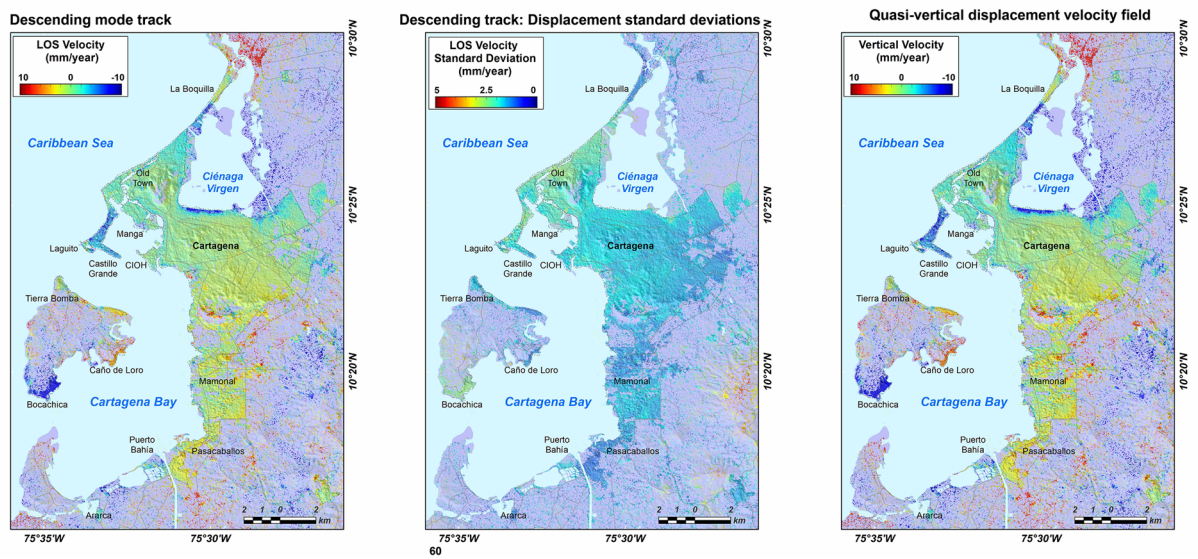 Descending mode track
LOS Velocity
(mm/year)
10 0 -10
La Boquilla
Caribbean Sea
Old
Town
Ciénaga
Virgen
Manga
Laguito
Cartagena
Castillo
Grande
CIOH
Tierra Bomba
Caño de Loro
Mamonal
Bocachica
Cartagena Bay
Puerto
Bahía
Pasacaballos
Ararca
2 1 0 2
km
10°30'N
10°25'N
10°20'N
75°35'W
75°30'W
Descending track: Displacement standard deviations
LOS Velocity
Standard Deviation
(mm/year)
5 2.5 0
La Boquilla
Caribbean Sea
Old
Town
Ciénaga
Virgen
Manga
Laguito
Cartagena
Castillo
Grande
CIOH
Tierra Bomba
Caño de Loro
Mamonal
Bocachica
Cartagena Bay
Puerto
Bahía
Pasacaballos
Ararca
2 1 0 2
km
10°30'N
10°25'N
10°20'N
75°35'W
75°30'W
60
Quasi-vertical displacement velocity field
Vertical Velocity
(mm/year)
10 0 -10
La Boquilla
Caribbean Sea
Old
Town
Ciénaga
Virgen
Manga
Laguito
Cartagena
Castillo
Grande
CIOH
Tierra Bomba
Caño de Loro
Mamonal
Bocachica
Cartagena Bay
Puerto
Bahía
Pasacaballos
Ararca
2 1 0 2
km
10°30'N
10°25'N
10°20'N
75°35'W
75°30'W